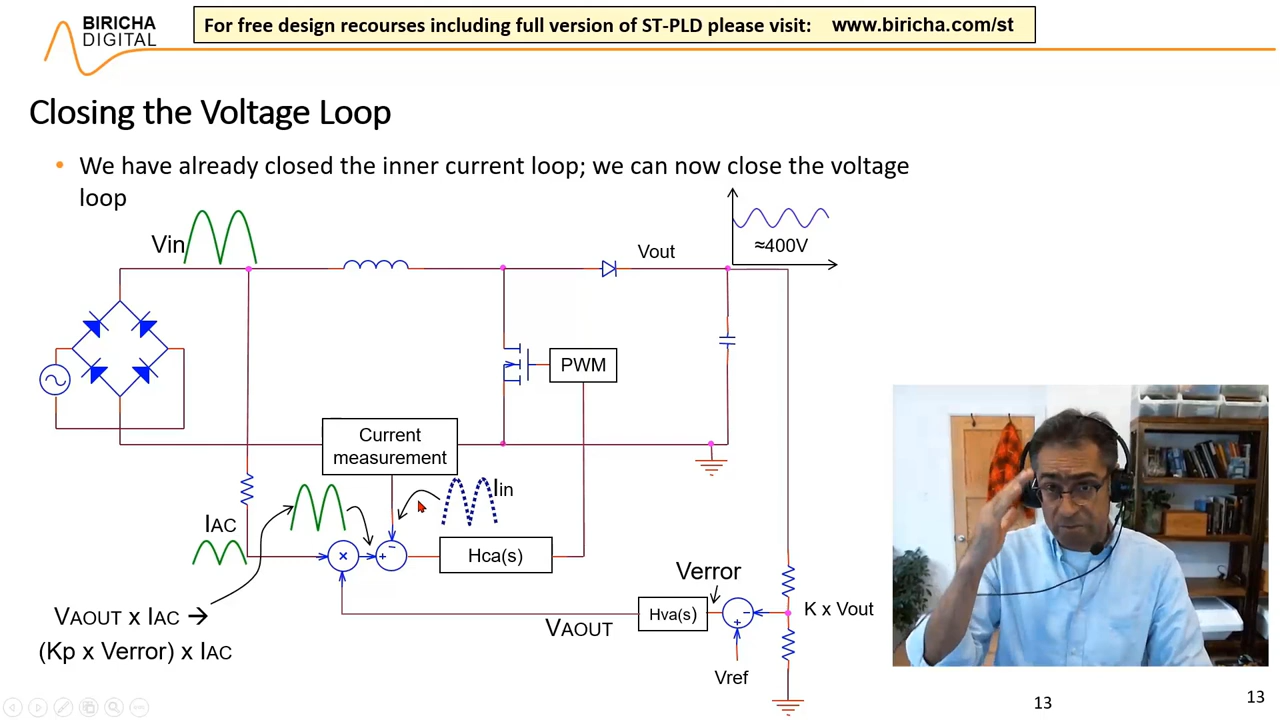 BIRICHA
DIGITAL
For free design recourses including full version of ST-PLD please visit: www.biricha.com/st
Closing the Voltage Loop
• We have already closed the inner current loop; we can now close the voltage
loop
Vin
Vout
≈400V
PWM
Current
measurement
Iin
IAC
×
+
−
Hca(s)
Verror
VAOUT x IAC →
(Kp x Verror) x IAC
VAOUT
Hva(s)
−
+
K x Vout
Vref
13
13